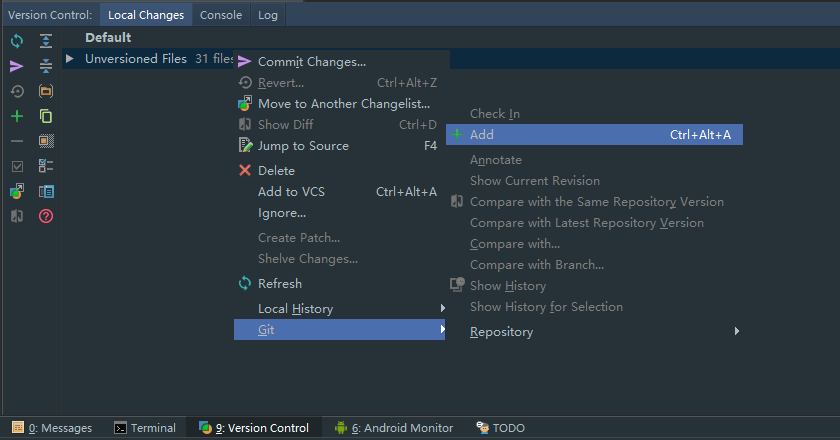 Version Control: Local Changes Console Log
Default
Unversioned Files 31 files
Commit Changes...
Revert... Ctrl+Alt+Z
Move to Another Changelist...
Show Diff Ctrl+D
Jump to Source F4
Delete
Add to VCS Ctrl+Alt+A
Ignore...
Create Patch...
Shelve Changes...
Refresh
Local History
Git
Check In
Add Ctrl+Alt+A
Annotate
Show Current Revision
Compare with the Same Repository Version
Compare with Latest Repository Version
Compare with...
Compare with Branch...
Show History
Show History for Selection
Repository
0: Messages Terminal 9: Version Control 6: Android Monitor TODO